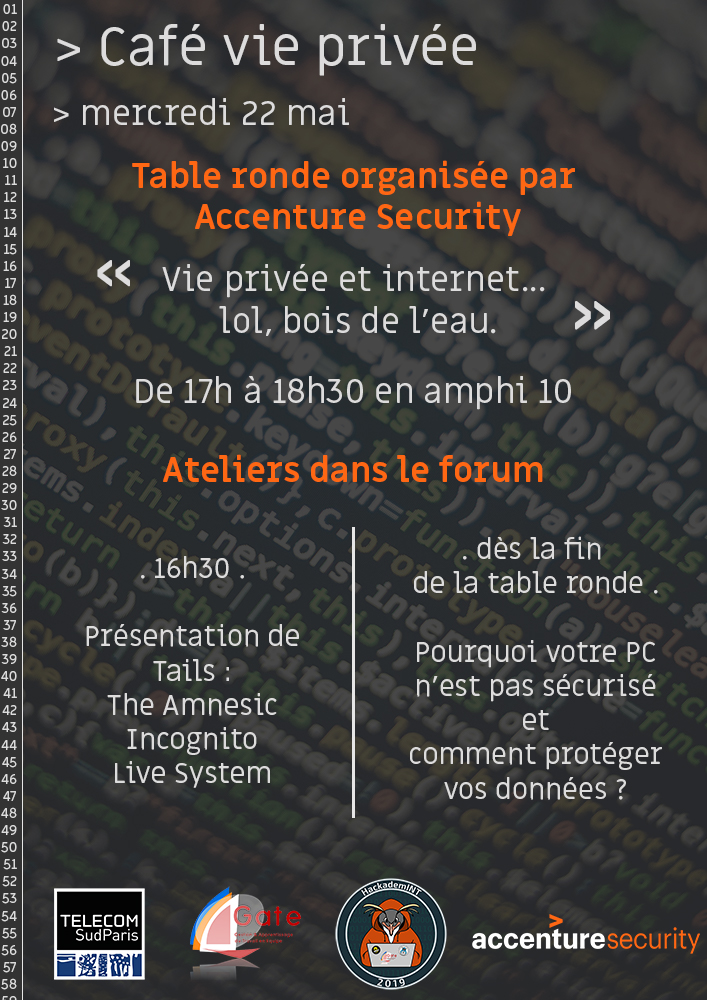 > Café vie privée
> mercredi 22 mai
Table ronde organisée par
Accenture Security
« Vie privée et internet...
lol, bois de l'eau. »
De 17h à 18h30 en amphi 10
Ateliers dans le forum
. 16h30 .
Présentation de
Tails :
The Amnesic
Incognito
Live System
. dès la fin
de la table ronde .
Pourquoi votre PC
n'est pas sécurisé
et
comment protéger
vos données ?
TELECOM
SudParis
Gate
HackademINT
2019
accenturesecurity
01
02
03
04
05
06
07
08
09
10
11
12
13
14
15
16
17
18
19
20
21
22
23
24
25
26
27
28
29
30
31
32
33
34
35
36
37
38
39
40
41
42
43
44
45
46
47
48
49
50
51
52
53
54
55
56
57
58